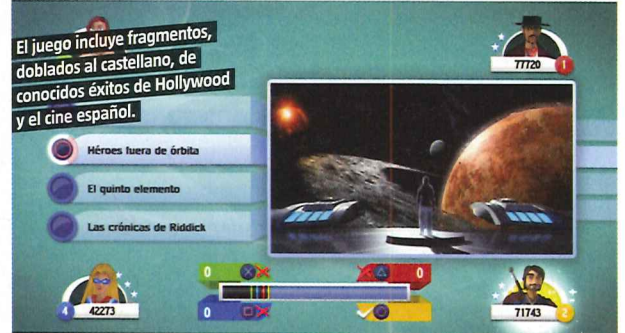 El juego incluye fragmentos,
doblados al castellano, de
conocidos éxitos de Hollywood
y el cine español.
77720 1
Héroes fuera de órbita
El quinto elemento
Las crónicas de Riddick
0 0
4 42273
0
71743 2